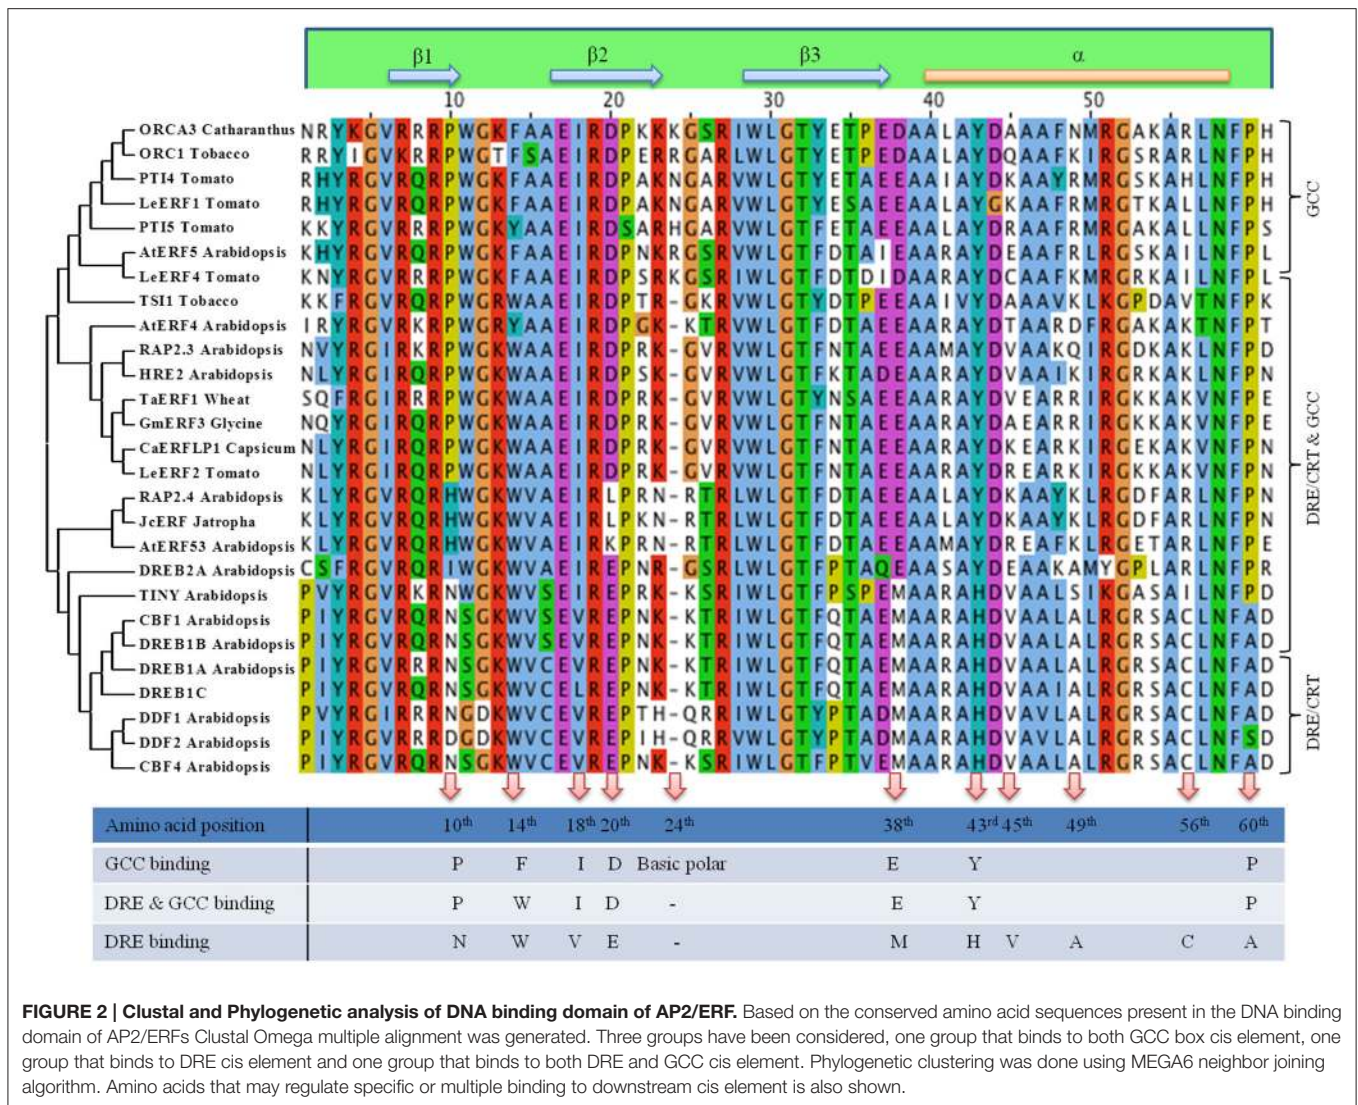 β1 β2 β3 α
10 20 30 40 50
ORCA3 Catharanthus NRYKGVRRRPWGKFAAEIRDPKKKGSRIWLGTYETPEDAALAYDAAAFNMRGAKARLNFPH
ORC1 Tobacco RRYIGVKRRPWGTFSAEIRDPERRGARLWLGTYETPEDAALAYDQAAFKIRGSRARLNFPH
PTI4 Tomato RHYRGVRQRPWGKFAAEIRDPAKNGARVWLGTYETAEEAAIAYDKAAYRMRGSKAHLNFPH
LeERF1 Tomato RHYRGVRQRPWGKFAAEIRDPAKNGARVWLGTYESAEEAALAYGKAAFRMRGTKALLNFPH
PTI5 Tomato KKYRGVRRRPWGKYAAEIRDSARHGARVWLGTFETAEEAALAYDRAAFRMRGAKALLNFPS
AtERF5 Arabidopsis KHYRGVRQRPWGKFAAEIRDPNKRGSRVWLGTFDTAIEAARAYDEAAFRLRGSKAILNFPL
LeERF4 Tomato KNYRGVRRRPWGKFAAEIRDPSRKGSRIWLGTFDTDIDAARAYDCAAFKMRGRKAILNFPL
TSI1 Tobacco KKFRGVRQRPWGRWAAEIRDPTR-GKRVWLGTYDTPEEAAIVYDAAAVKLKGPDAVTNFPK
AtERF4 Arabidopsis IRYRGVRKRPWGRYAAEIRDPGK-KTRVWLGTFDTAEEAARAYDTAARDFRGAKAKTNFPT
RAP2.3 Arabidopsis NVYRGIRKRPWGKWAAEIRDPRK-GVRVWLGTFNTAEEAAMAYDVAAKQIRGDKAKLNFPD
HRE2 Arabidopsis NLYRGIRQRPWGKWAAEIRDPSK-GVRVWLGTFKTADEAARAYDVAAIKIRGRKAKLNFPN
TaERF1 Wheat SQFRGIRRRPWGKWAAEIRDPRK-GVRVWLGTYNSAEEAARAYDVEARRIRGKKAKVNFPE
GmERF3 Glycine NQYRGIRQRPWGKWAAEIRDPRK-GVRVWLGTFNTAEEAARAYDAEARRIRGKKAKVNFPE
CaERFLP1 Capsicum NLYRGIRQRPWGKWAAEIRDPRK-GVRVWLGTFNTAEEAARAYDKEARKIRGEKAKVNFPN
LeERF2 Tomato NLYRGIRQRPWGKWAAEIRDPRK-GVRVWLGTFNTAEEAARAYDREARKIRGKKAKVNFPN
RAP2.4 Arabidopsis KLYRGVRQRHWGKWVAEIRLPRN-RTRLWLGTFDTAEEAALAYDKAAYKLRGDFARLNFPN
JcERF Jatropha KLYRGVRQRHWGKWVAEIRLPKN-RTRLWLGTFDTAEEAALAYDKAAYKLRGDFARLNFPN
AtERF53 Arabidopsis KLYRGVRQRHWGKWVAEIRKPRN-RTRLWLGTFDTAEEAAMAYDREAFKLRGETARLNFPE
DREB2A Arabidopsis CSFRGVRQRIWGKWVAEIREPNR-GSRLWLGTFPTAQEAASAYDEAAKAMYGPLARLNFPR
TINY Arabidopsis PVYRGVRKRNWGKWVSEIREPRK-KSRIWLGTFPSPEMAARAHDVAALSIKGASAILNFPD
CBF1 Arabidopsis PIYRGVRQRNSGKWVSEVREPNK-KTRIWLGTFQTAEMAARAHDVAALALRGRSACLNFAD
DREB1B Arabidopsis PIYRGVRQRNSGKWVSEVREPNK-KTRIWLGTFQTAEMAARAHDVAALALRGRSACLNFAD
DREB1A Arabidopsis PIYRGVRRRNSGKWVCEVREPNK-KTRIWLGTFQTAEMAARAHDVAALALRGRSACLNFAD
DREB1C PIYRGVRQRNSGKWVCELREPNK-KTRIWLGTFQTAEMAARAHDVAAIALRGRSACLNFAD
DDF1 Arabidopsis PVYRGIRRRNGDKWVCEVREPTH-QRRIWLGTYPTADMAARAHDVAVLALRGRSACLNFAD
DDF2 Arabidopsis PIYRGVRRRDGDKWVCEVREPIH-QRRVWLGTYPTADMAARAHDVAVLALRGRSACLNFSD
CBF4 Arabidopsis PIYRGVRQRNSGKWVCEVREPNK-KSRIWLGTFPTVEMAARAHDVAALALRGRSACLNFAD
GCC
DRE/CRT & GCC
DRE/CRT
Amino acid position 10th 14th 18th 20th 24th 38th 43rd 45th 49th 56th 60th
GCC binding P F I D Basic polar E Y P
DRE & GCC binding P W I D - E Y P
DRE binding N W V E - M H V A C A
FIGURE 2 | Clustal and Phylogenetic analysis of DNA binding domain of AP2/ERF. Based on the conserved amino acid sequences present in the DNA binding
domain of AP2/ERFs Clustal Omega multiple alignment was generated. Three groups have been considered, one group that binds to both GCC box cis element, one
group that binds to DRE cis element and one group that binds to both DRE and GCC cis element. Phylogenetic clustering was done using MEGA6 neighbor joining
algorithm. Amino acids that may regulate specific or multiple binding to downstream cis element is also shown.